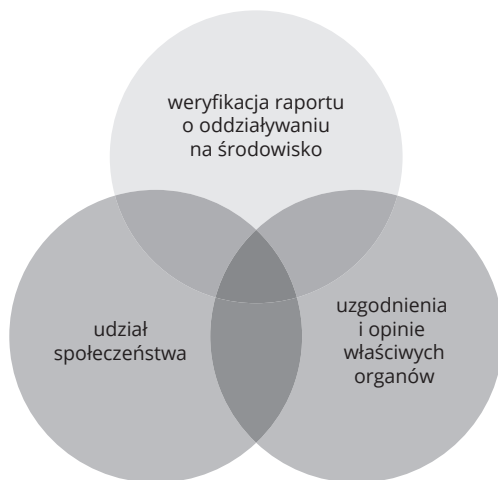 weryfikacja raportu
o oddziaływaniu
na środowisko
udział
społeczeństwa
uzgodnienia
i opinie
właściwych
organów